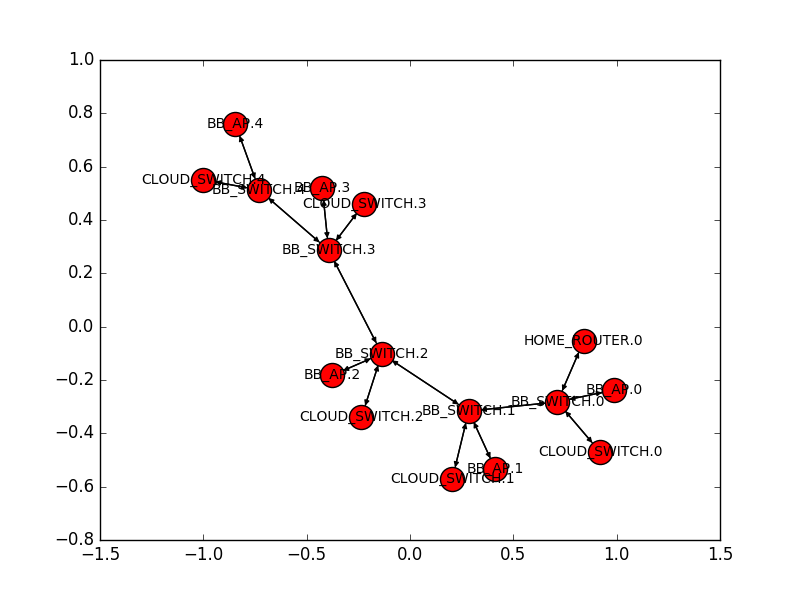 1.0
0.8
0.6
0.4
0.2
0.0
−0.2
−0.4
−0.6
−0.8
BB_AP.4
CLOUD_SWITCH.4
BB_SWITCH.4
BB_AP.3
CLOUD_SWITCH.3
BB_SWITCH.3
HOME_ROUTER.0
BB_SWITCH.2
BB_AP.2
BB_AP.0
BB_SWITCH.0
BB_SWITCH.1
CLOUD_SWITCH.2
CLOUD_SWITCH.0
BB_AP.1
CLOUD_SWITCH.1
−1.5 −1.0 −0.5 0.0 0.5 1.0 1.5